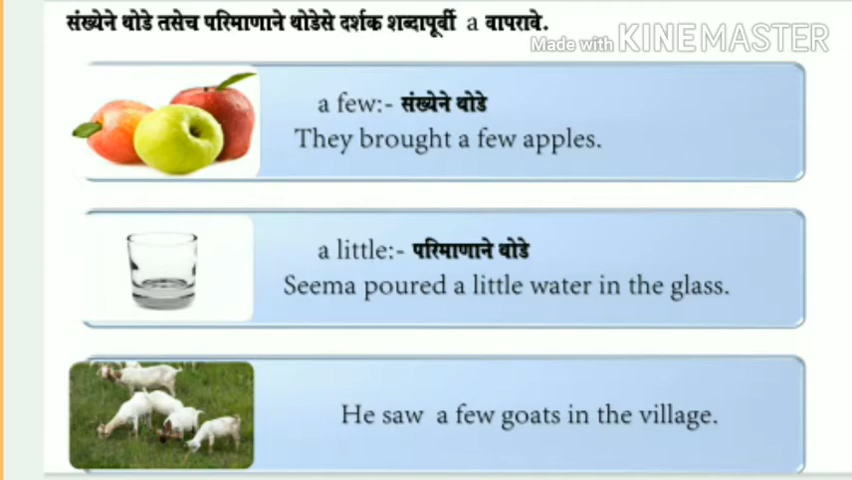 संख्येने थोडे तसेच परिमाणाने थोडेसे दर्शक शब्दापूर्वी a वापरावे.
Made with KINEMASTER
a few:- संख्येने थोडे
They brought a few apples.
a little:- परिमाणाने थोडे
Seema poured a little water in the glass.
He saw a few goats in the village.